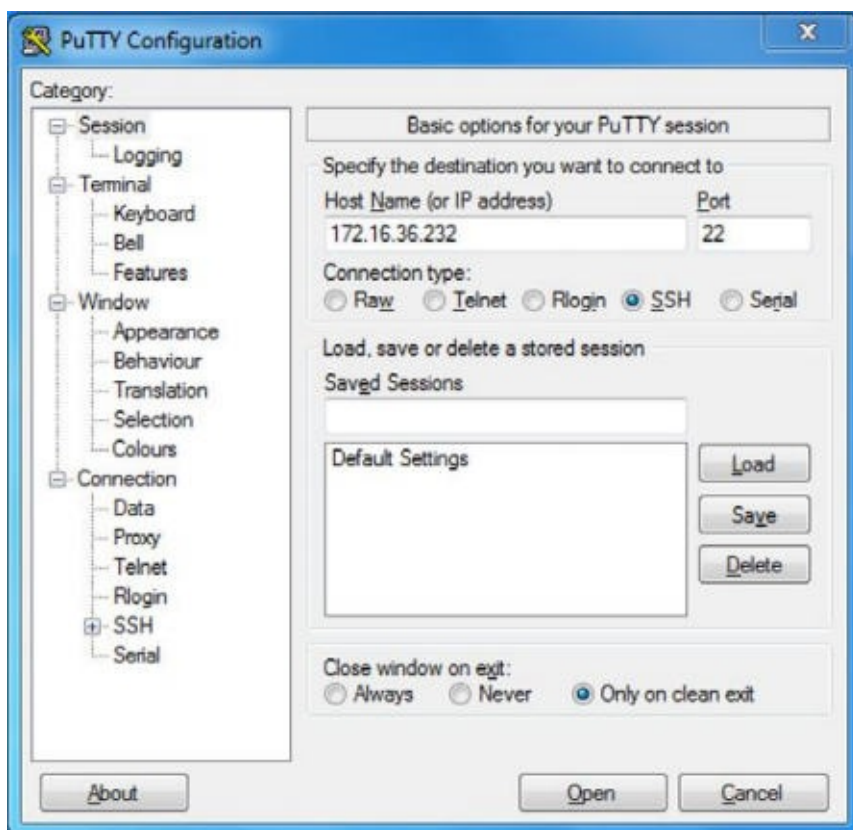 PuTTY Configuration
Category:
Session
Logging
Terminal
Keyboard
Bell
Features
Window
Appearance
Behaviour
Translation
Selection
Colours
Connection
Data
Proxy
Telnet
Rlogin
SSH
Serial
Basic options for your PuTTY session
Specify the destination you want to connect to
Host Name (or IP address) Port
172.16.36.232 22
Connection type:
Raw Telnet Rlogin SSH Serial
Load, save or delete a stored session
Saved Sessions
Default Settings
Load
Save
Delete
Close window on exit:
Always Never Only on clean exit
About Open Cancel